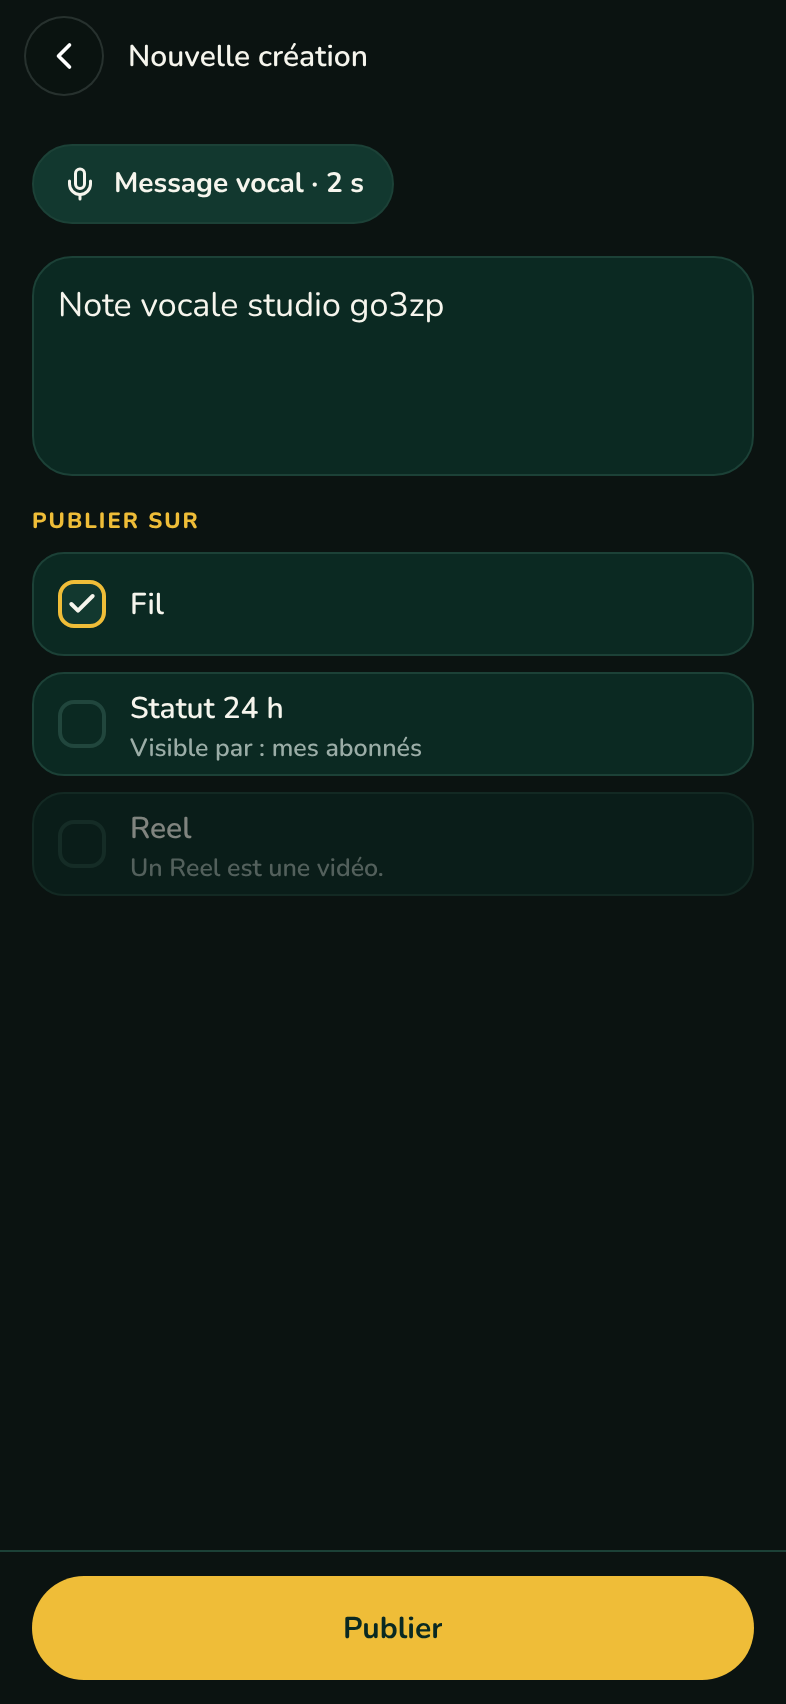 Nouvelle création
Message vocal · 2 s
Note vocale studio go3zp
PUBLIER SUR
Fil
Statut 24 h
Visible par : mes abonnés
Reel
Un Reel est une vidéo.
Publier